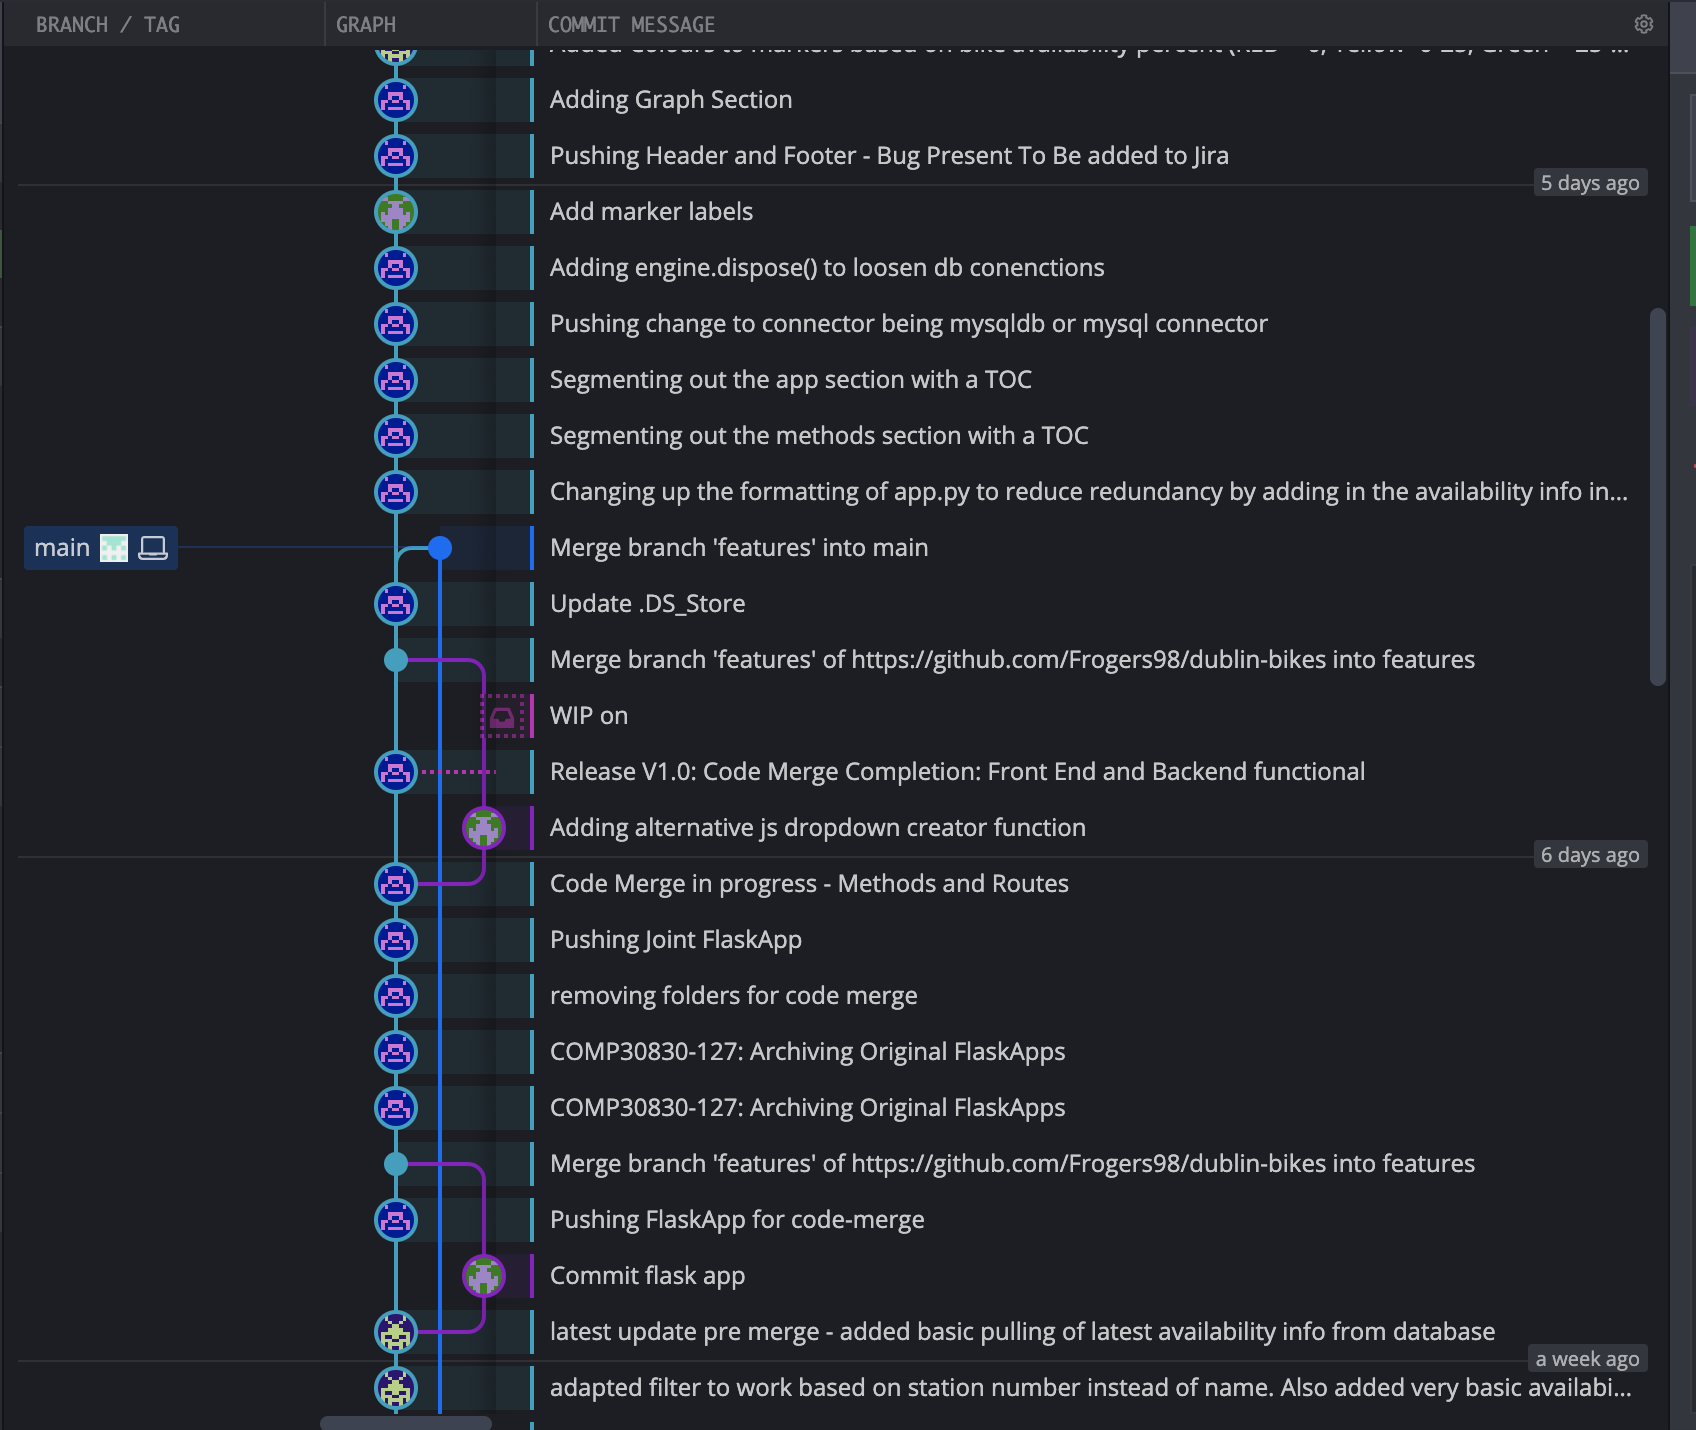 BRANCH / TAG GRAPH COMMIT MESSAGE
Added Colours to markers based on bike availability percent
Adding Graph Section
Pushing Header and Footer - Bug Present To Be added to Jira
5 days ago
Add marker labels
Adding engine.dispose() to loosen db conenctions
Pushing change to connector being mysqldb or mysql connector
Segmenting out the app section with a TOC
Segmenting out the methods section with a TOC
Changing up the formatting of app.py to reduce redundancy by adding in the availability info in...
main Merge branch 'features' into main
Update .DS_Store
Merge branch 'features' of https://github.com/Frogers98/dublin-bikes into features
WIP on
Release V1.0: Code Merge Completion: Front End and Backend functional
Adding alternative js dropdown creator function
6 days ago
Code Merge in progress - Methods and Routes
Pushing Joint FlaskApp
removing folders for code merge
COMP30830-127: Archiving Original FlaskApps
COMP30830-127: Archiving Original FlaskApps
Merge branch 'features' of https://github.com/Frogers98/dublin-bikes into features
Pushing FlaskApp for code-merge
Commit flask app
latest update pre merge - added basic pulling of latest availability info from database
a week ago
adapted filter to work based on station number instead of name. Also added very basic availabi...